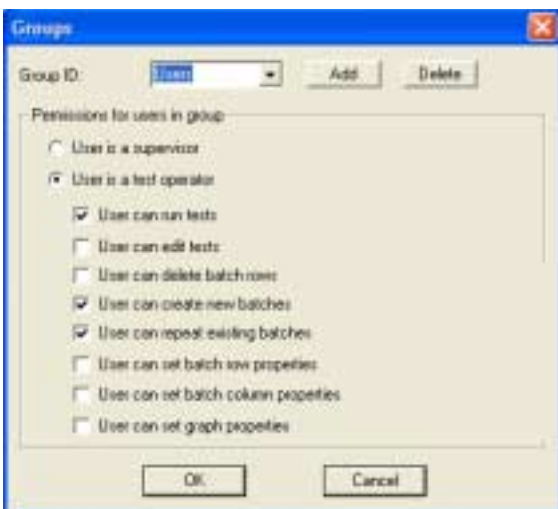 Groups
Group ID: Users Add Delete
Permissions for users in group
User is a supervisor
User is a test operator
User can run tests
User can edit tests
User can delete batch rows
User can create new batches
User can repeat existing batches
User can set batch row properties
User can set batch column properties
User can set graph properties
OK Cancel